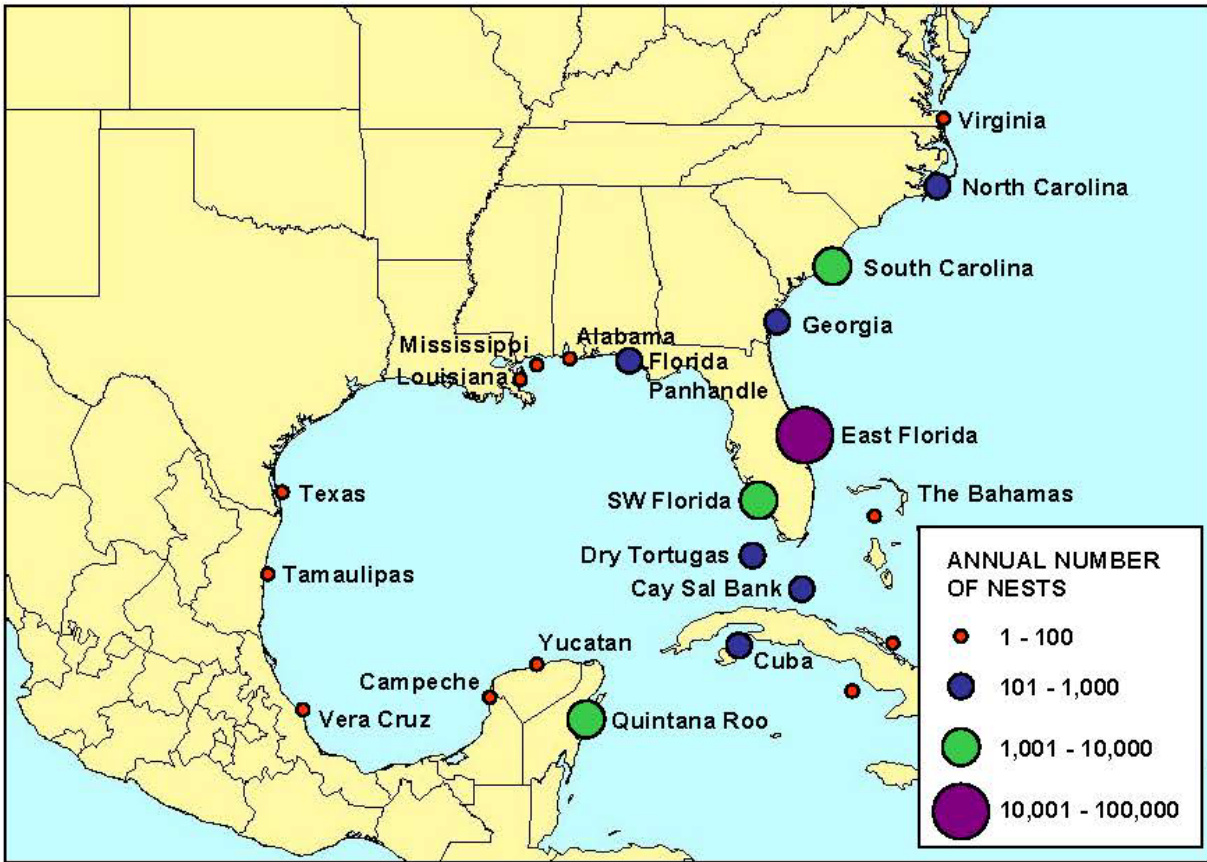 Virginia
North Carolina
South Carolina
Georgia
Alabama
Mississippi
Florida
Louisiana
Panhandle
East Florida
Texas
SW Florida
The Bahamas
Dry Tortugas
Tamaulipas
Cay Sal Bank
Yucatan
Cuba
Campeche
Vera Cruz
Quintana Roo
ANNUAL NUMBER
OF NESTS
1 - 100
101 - 1,000
1,001 - 10,000
10,001 - 100,000